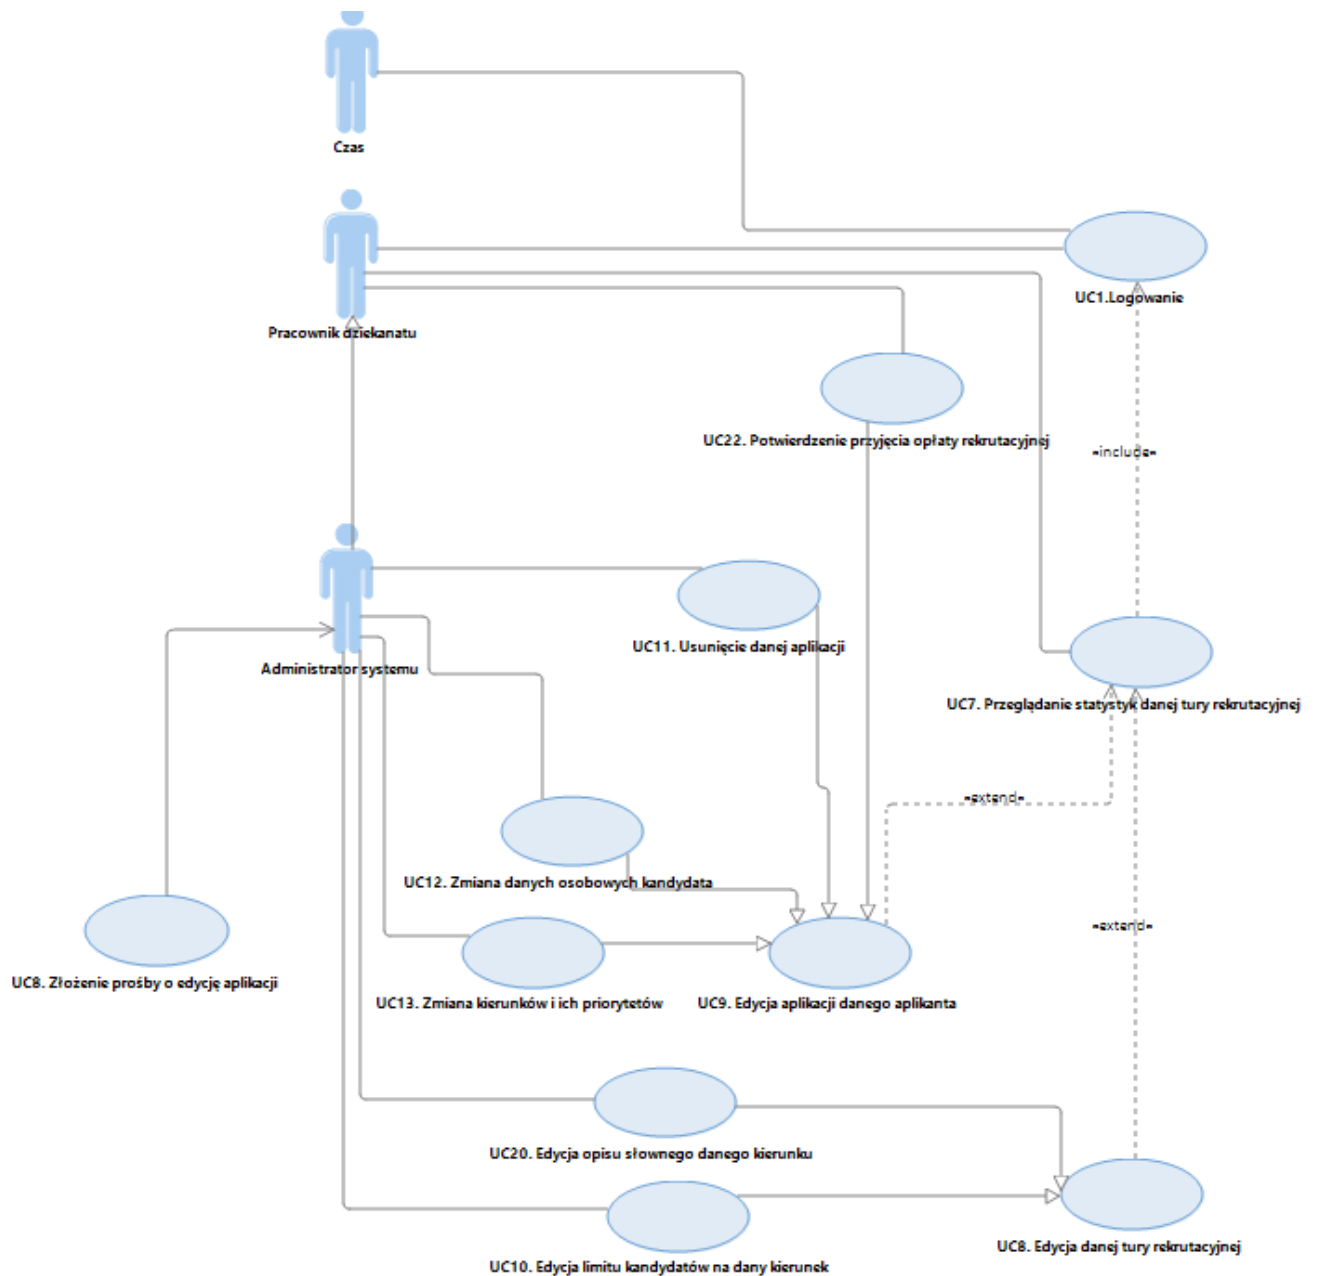 Czas
UC1.Logowanie
Pracownik dziekanatu
UC22. Potwierdzenie przyjęcia opłaty rekrutacyjnej
«include»
UC11. Usunięcie danej aplikacji
Administrator systemu
UC7. Przeglądanie statystyk danej tury rekrutacyjnej
«extend»
UC12. Zmiana danych osobowych kandydata
«extend»
UC8. Złożenie prośby o edycję aplikacji
UC13. Zmiana kierunków i ich priorytetów
UC9. Edycja aplikacji danego aplikanta
UC20. Edycja opisu słownego danego kierunku
UC8. Edycja danej tury rekrutacyjnej
UC10. Edycja limitu kandydatów na dany kierunek